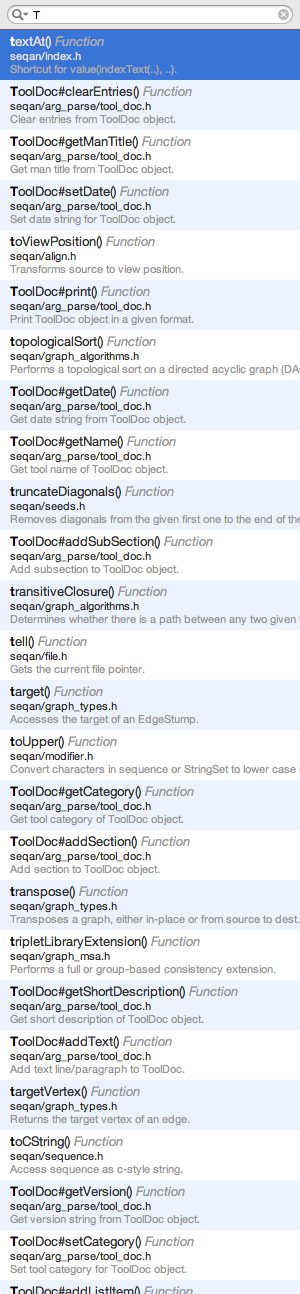 T
textAt() Function
seqan/index.h
Shortcut for value(indexText(..), ..).
ToolDoc#clearEntries() Function
seqan/arg_parse/tool_doc.h
Clear entries from ToolDoc object.
ToolDoc#getManTitle() Function
seqan/arg_parse/tool_doc.h
Get man title from ToolDoc object.
ToolDoc#setDate() Function
seqan/arg_parse/tool_doc.h
Set date string for ToolDoc object.
toViewPosition() Function
seqan/align.h
Transforms source to view position.
ToolDoc#print() Function
seqan/arg_parse/tool_doc.h
Print ToolDoc object in a given format.
topologicalSort() Function
seqan/graph_algorithms.h
Performs a topological sort on a directed acyclic graph (DA
ToolDoc#getDate() Function
seqan/arg_parse/tool_doc.h
Get date string from ToolDoc object.
ToolDoc#getName() Function
seqan/arg_parse/tool_doc.h
Get tool name of ToolDoc object.
truncateDiagonals() Function
seqan/seeds.h
Removes diagonals from the given first one to the end of the
ToolDoc#addSubSection() Function
seqan/arg_parse/tool_doc.h
Add subsection to ToolDoc object.
transitiveClosure() Function
seqan/graph_algorithms.h
Determines whether there is a path between any two given
tell() Function
seqan/file.h
Gets the current file pointer.
target() Function
seqan/graph_types.h
Accesses the target of an EdgeStump.
toUpper() Function
seqan/modifier.h
Convert characters in sequence or StringSet to lower case
ToolDoc#getCategory() Function
seqan/arg_parse/tool_doc.h
Get tool category of ToolDoc object.
ToolDoc#addSection() Function
seqan/arg_parse/tool_doc.h
Add section to ToolDoc object.
transpose() Function
seqan/graph_types.h
Transposes a graph, either in-place or from source to dest.
tripletLibraryExtension() Function
seqan/graph_msa.h
Performs a full or group-based consistency extension.
ToolDoc#getShortDescription() Function
seqan/arg_parse/tool_doc.h
Get short description of ToolDoc object.
ToolDoc#addText() Function
seqan/arg_parse/tool_doc.h
Add text line/paragraph to ToolDoc.
targetVertex() Function
seqan/graph_types.h
Returns the target vertex of an edge.
toCString() Function
seqan/sequence.h
Access sequence as c-style string.
ToolDoc#getVersion() Function
seqan/arg_parse/tool_doc.h
Get version string from ToolDoc object.
ToolDoc#setCategory() Function
seqan/arg_parse/tool_doc.h
Set tool category for ToolDoc object.
ToolDoc#addListItem() Function